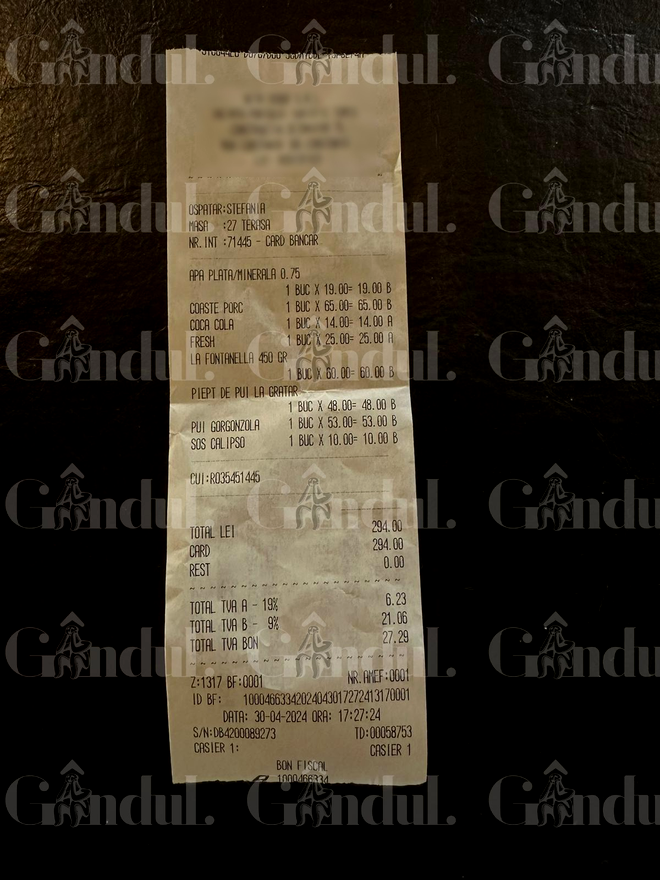 OSPATAR:STEFANIA
MASA :27 TERASA
NR.INT :71445 - CARD BANCAR
APA PLATA/MINERALA 0.75
1 BUC X 19.00= 19.00 B
COASTE PORC 1 BUC X 65.00= 65.00 B
COCA COLA 1 BUC X 14.00= 14.00 A
FRESH 1 BUC X 25.00= 25.00 A
LA FONTANELLA 450 GR
1 BUC X 60.00= 60.00 B
PIEPT DE PUI LA GRATAR
1 BUC X 48.00= 48.00 B
PUI GORGONZOLA 1 BUC X 53.00= 53.00 B
SOS CALIPSO 1 BUC X 10.00= 10.00 B
CUI:RO35451445
TOTAL LEI 294.00
CARD 294.00
REST 0.00
TOTAL TVA A - 19% 6.23
TOTAL TVA B - 9% 21.06
TOTAL TVA BON 27.29
Z:1317 BF:0001 NR.AMEF:0001
ID BF: 10004663342024043017272413170001
DATA: 30-04-2024 ORA: 17:27:24
S/N:DB4200089273 TD:00058753
CASIER 1: CASIER 1
BON FISCAL
1000466334
Gândul.